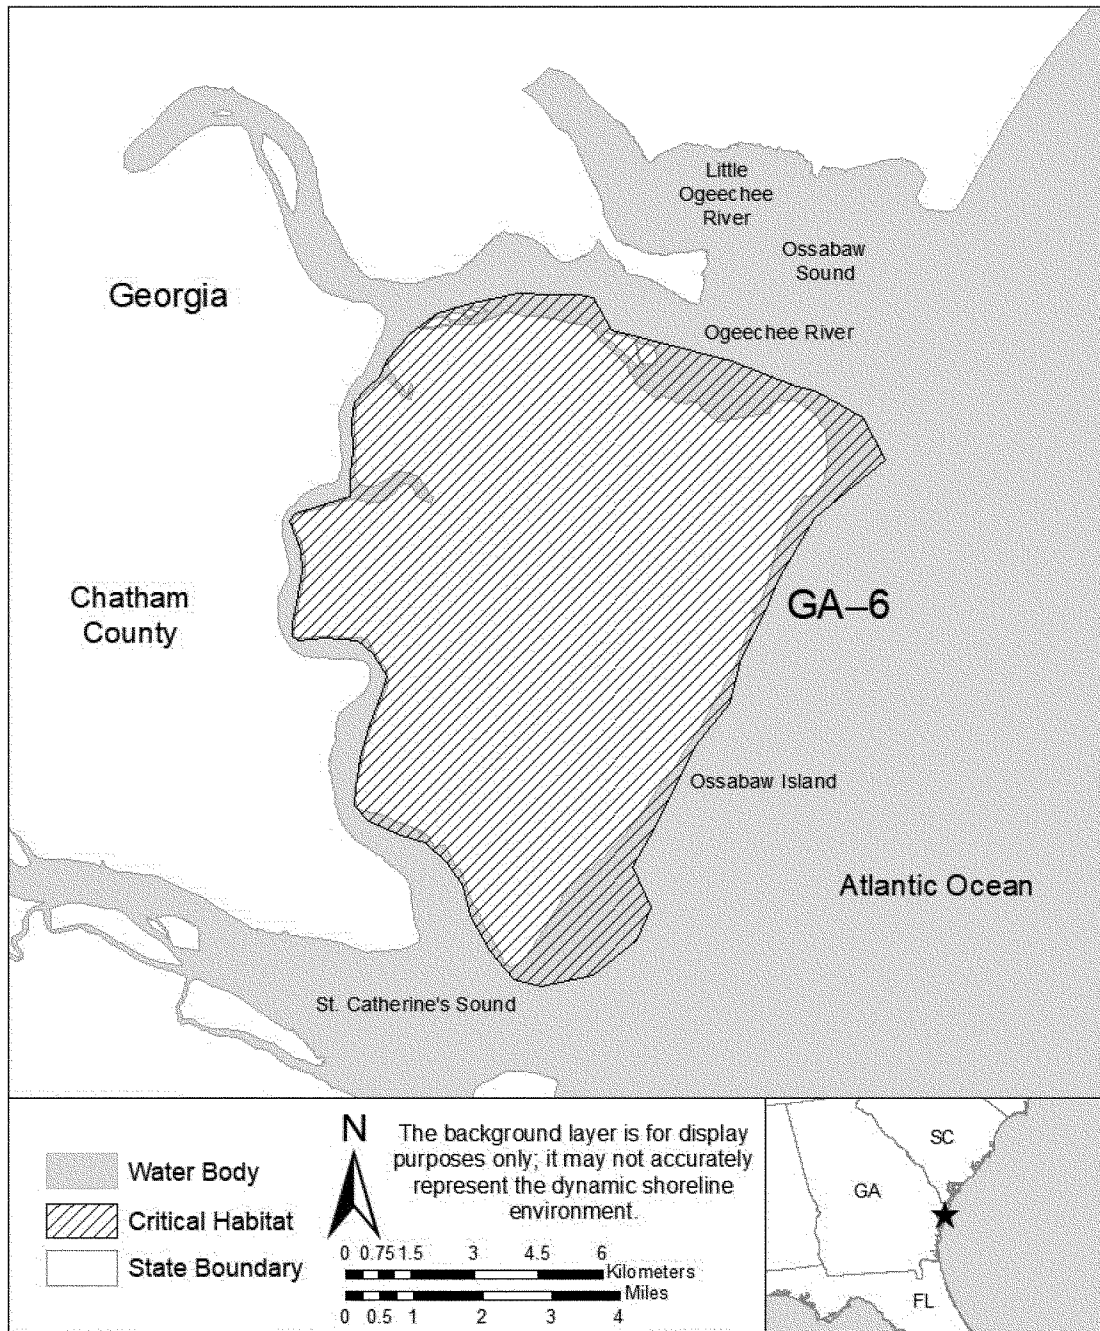 Little
Ogeechee
River
Ossabaw
Sound
Georgia
Ogeechee River
Chatham
County
GA–6
Ossabaw Island
Atlantic Ocean
St. Catherine's Sound
Water Body
Critical Habitat
State Boundary
N
The background layer is for display
purposes only; it may not accurately
represent the dynamic shoreline
environment.
0 0.75 1.5 3 4.5 6
Kilometers
Miles
0 0.5 1 2 3 4
SC
GA
FL